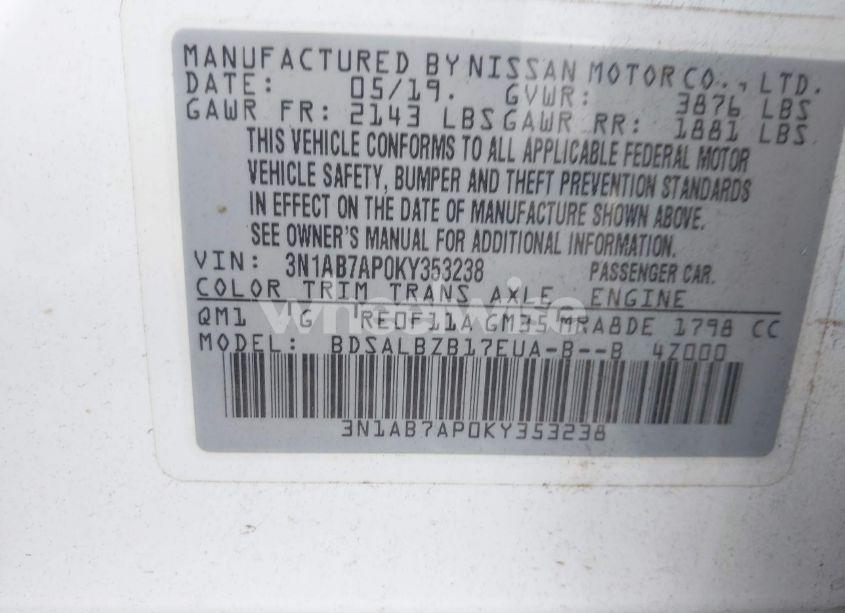 MANUFACTURED BY NISSAN MOTOR CO., LTD.
DATE: 05/19. GVWR: 3876 LBS
GAWR FR: 2143 LBS GAWR RR: 1881 LBS
THIS VEHICLE CONFORMS TO ALL APPLICABLE FEDERAL MOTOR
VEHICLE SAFETY, BUMPER AND THEFT PREVENTION STANDARDS
IN EFFECT ON THE DATE OF MANUFACTURE SHOWN ABOVE.
SEE OWNER'S MANUAL FOR ADDITIONAL INFORMATION.
VIN: 3N1AB7AP0KY353238 PASSENGER CAR.
COLOR TRIM TRANS AXLE ENGINE
wheelwise
QM1 G RE0F11A GM35 MRA8DE 1798 CC
MODEL: BDSALBZB17EUA-B--B 4Z000
3N1AB7AP0KY353238